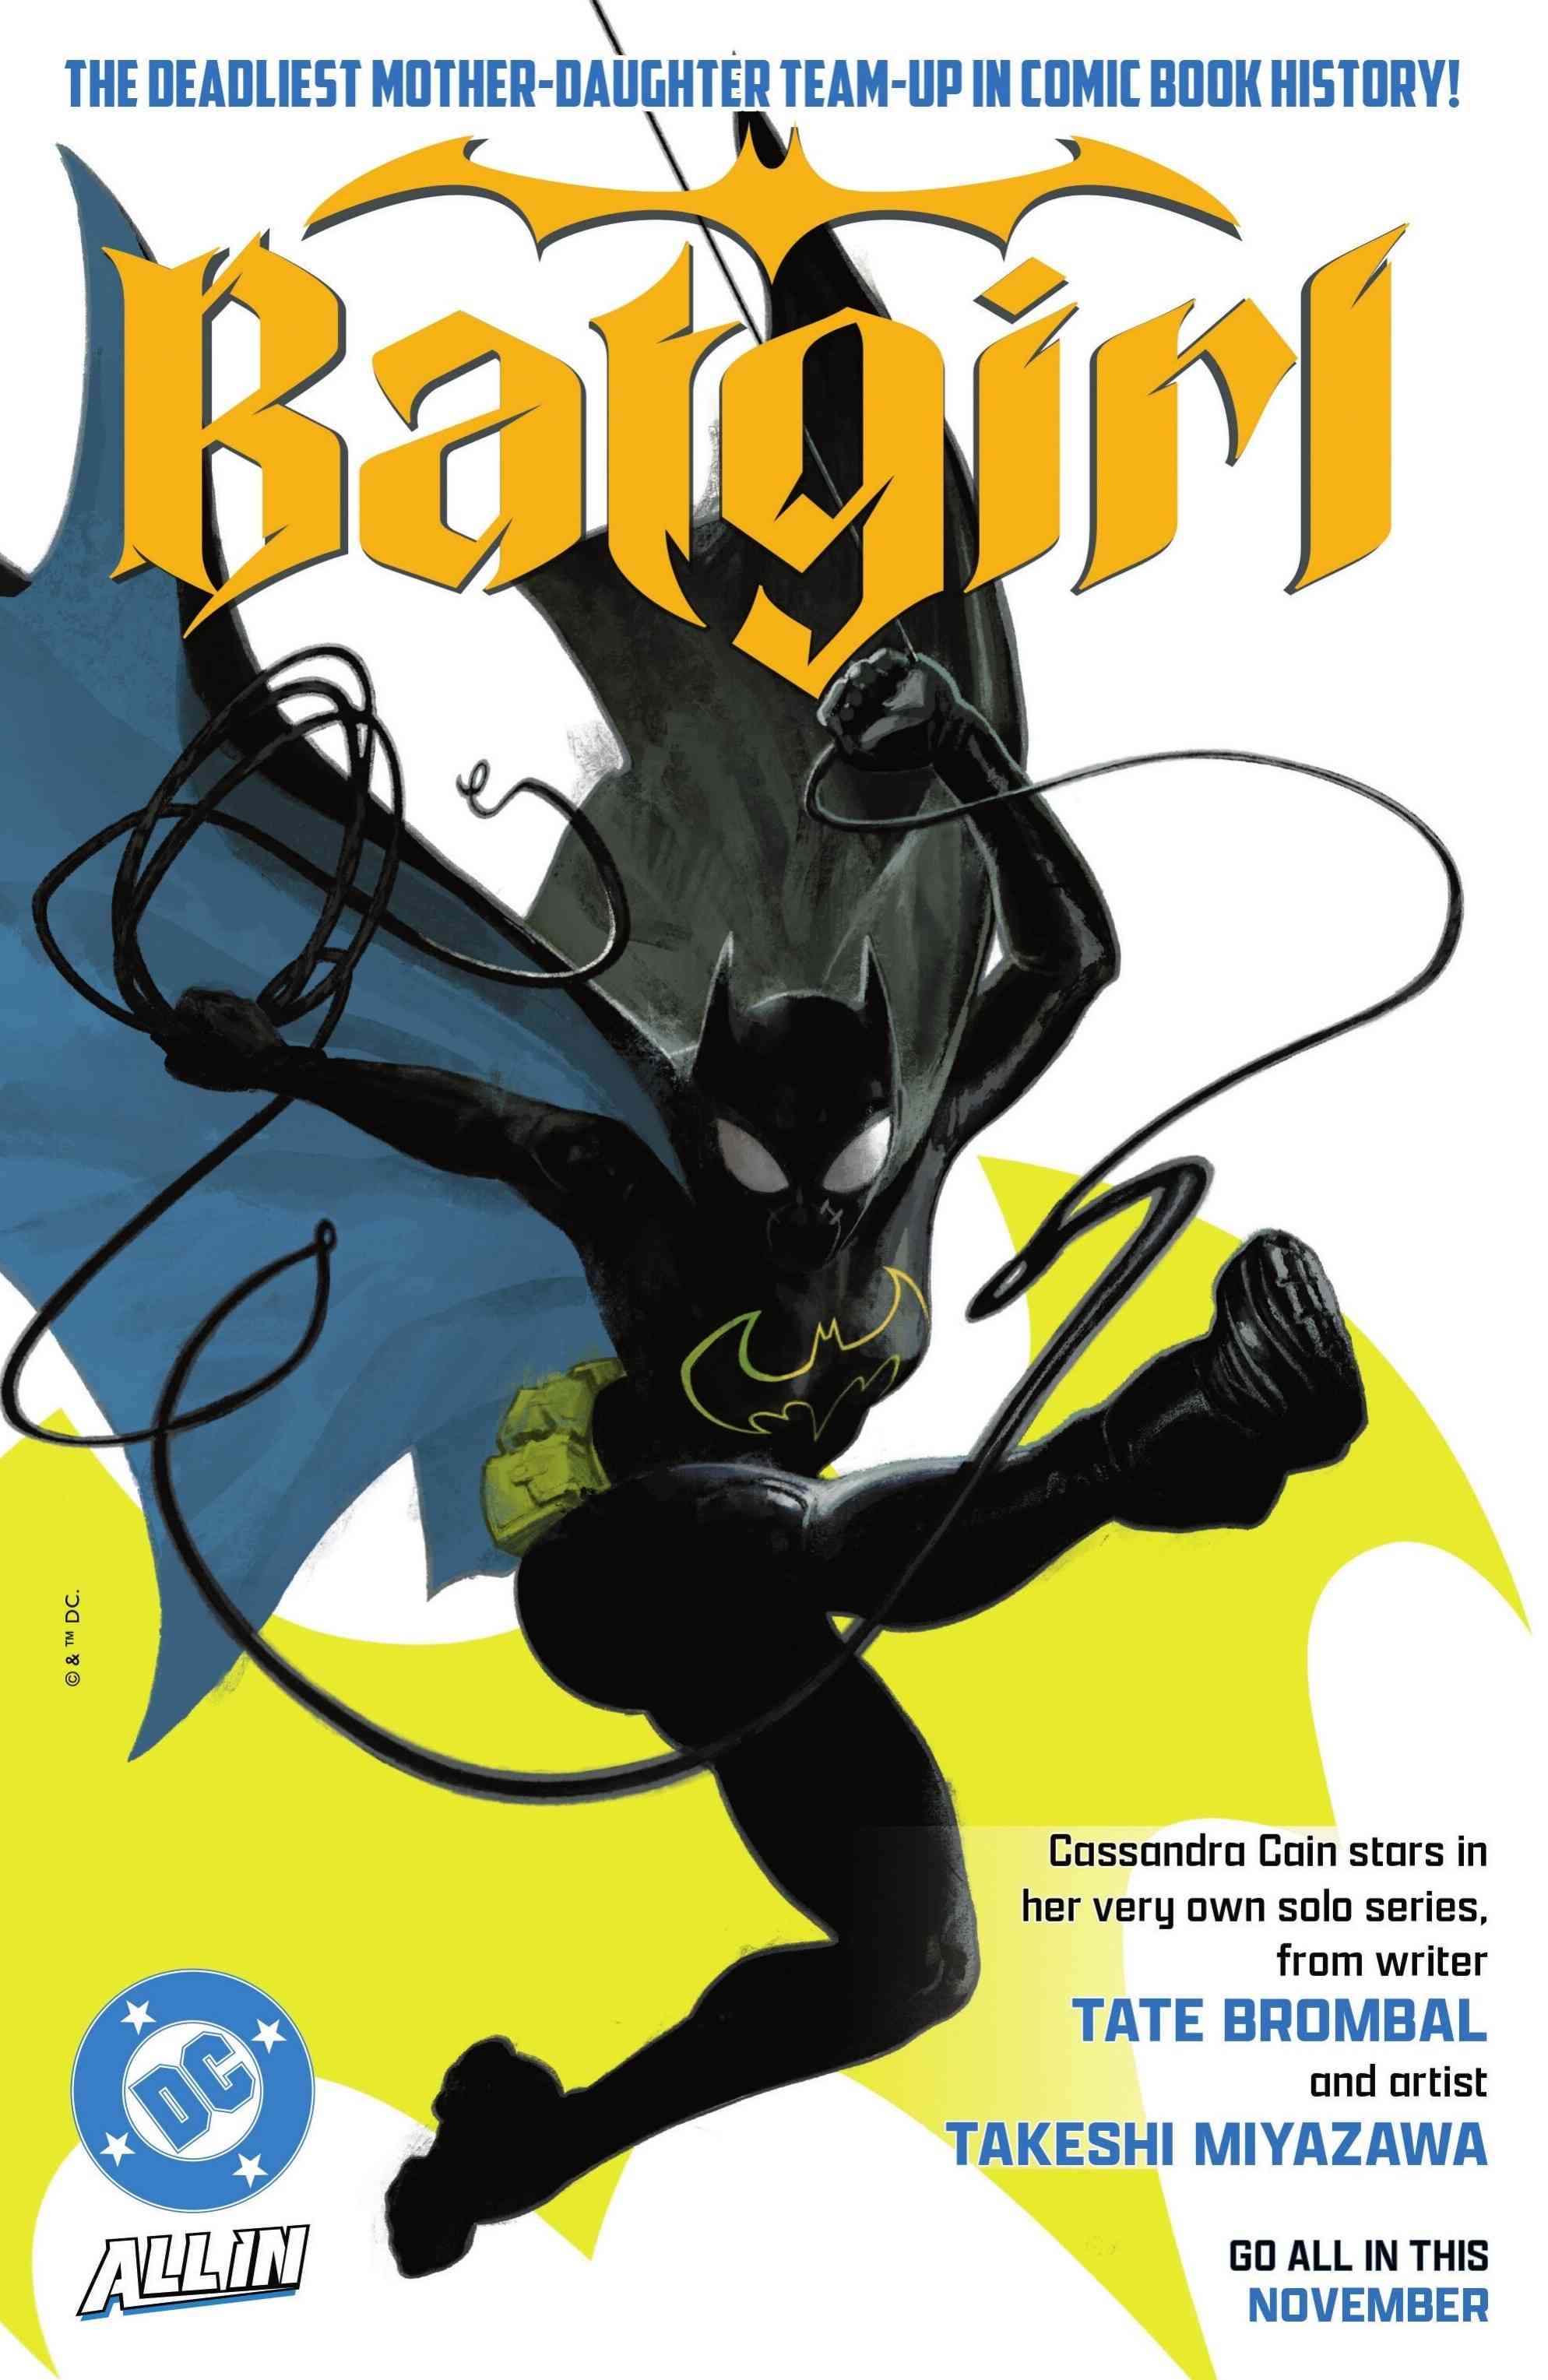 THE DEADLIEST MOTHER-DAUGHTER TEAM-UP IN COMIC BOOK HISTORY!
Batgirl
© & ™ DC.
Cassandra Cain stars in
her very own solo series,
from writer
TATE BROMBAL
and artist
TAKESHI MIYAZAWA
DC
ALL IN
GO ALL IN THIS
NOVEMBER